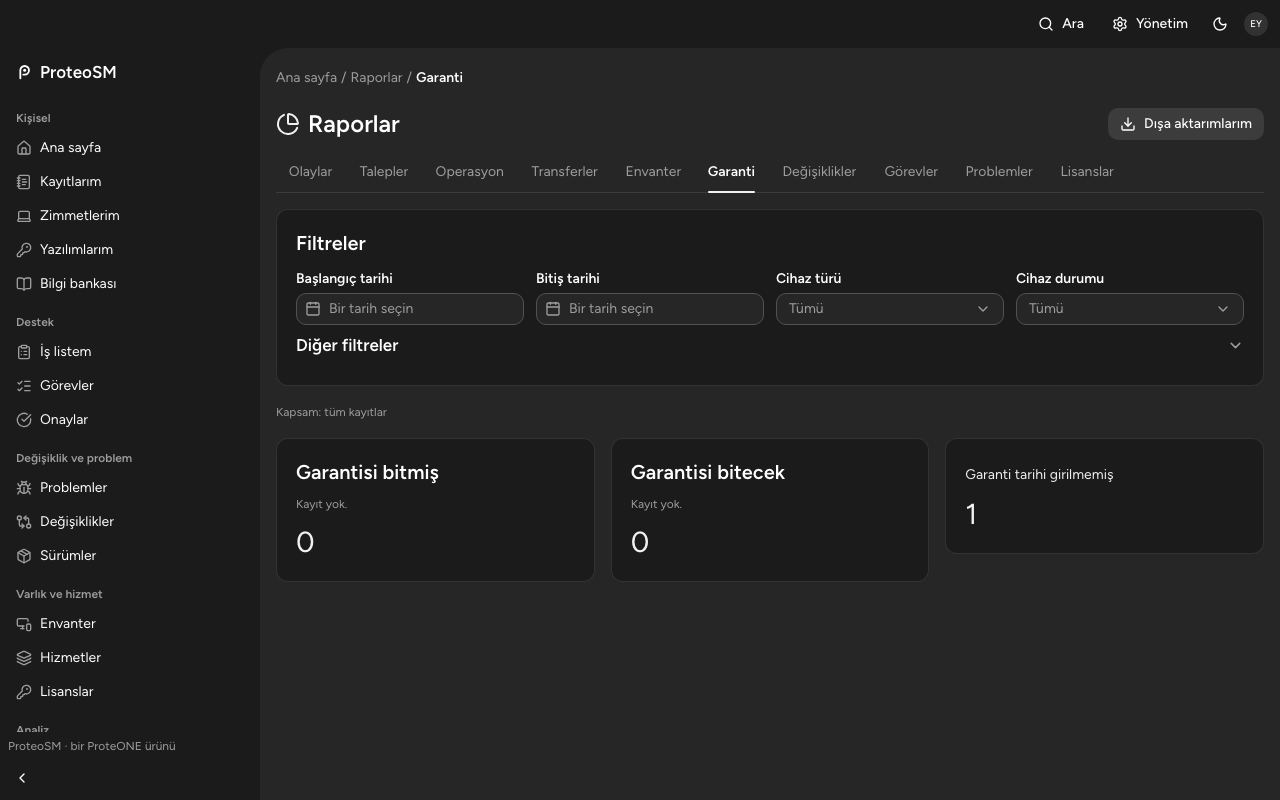 Ara
Yönetim
EY
ProteoSM
Kişisel
Ana sayfa
Kayıtlarım
Zimmetlerim
Yazılımlarım
Bilgi bankası
Destek
İş listem
Görevler
Onaylar
Değişiklik ve problem
Problemler
Değişiklikler
Sürümler
Varlık ve hizmet
Envanter
Hizmetler
Lisanslar
Analiz
ProteoSM · bir ProteONE ürünü
Ana sayfa / Raporlar / Garanti
Raporlar
Dışa aktarımlarım
Olaylar Talepler Operasyon Transferler Envanter Garanti Değişiklikler Görevler Problemler Lisanslar
Filtreler
Başlangıç tarihi Bitiş tarihi Cihaz türü Cihaz durumu
Bir tarih seçin Bir tarih seçin Tümü Tümü
Diğer filtreler
Kapsam: tüm kayıtlar
Garantisi bitmiş
Kayıt yok.
0
Garantisi bitecek
Kayıt yok.
0
Garanti tarihi girilmemiş
1